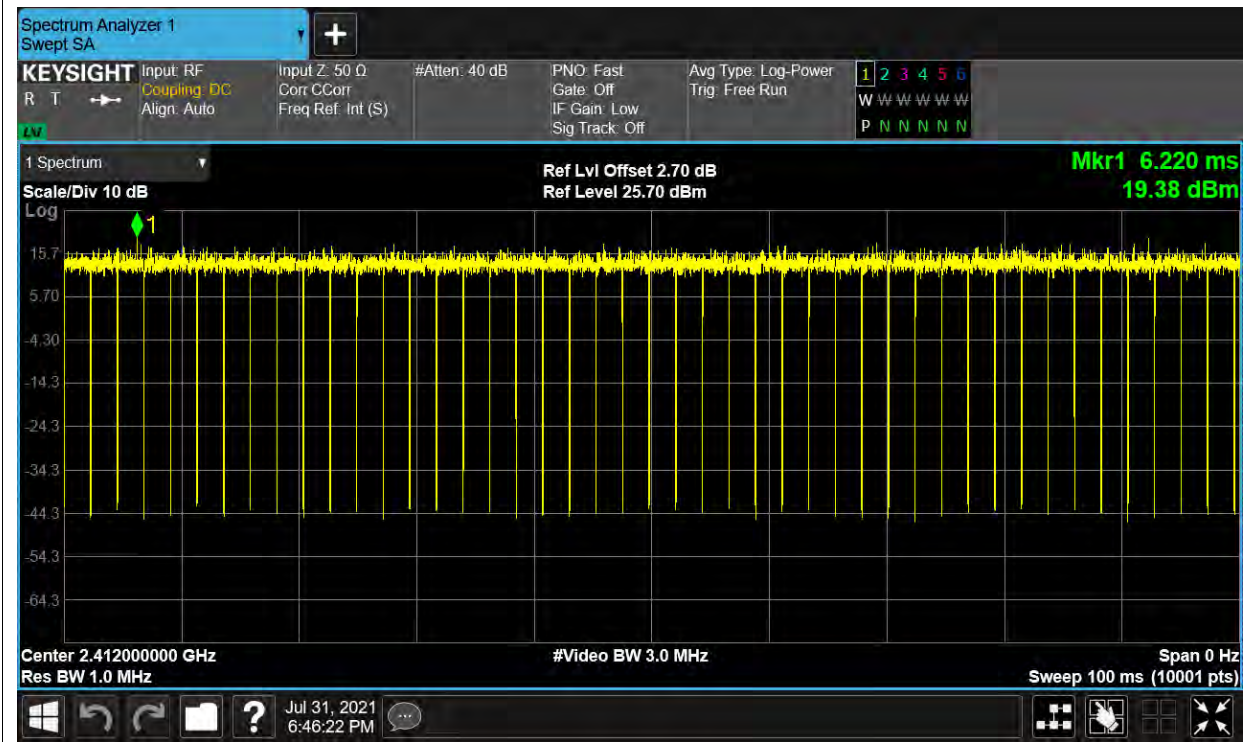 Spectrum Analyzer 1
Swept SA
+
KEYSIGHT Input: RF Input Z: 50 Ω #Atten: 40 dB PNO: Fast Avg Type: Log-Power 1 2 3 4 5 6
R T Coupling: DC Corr CCorr Gate: Off Trig: Free Run W W W W W W
Align: Auto Freq Ref: Int (S) IF Gain: Low
LVI Sig Track: Off P N N N N N
1 Spectrum Ref Lvl Offset 2.70 dB Mkr1 6.220 ms
Scale/Div 10 dB Ref Level 25.70 dBm 19.38 dBm
Log
1
15.7
5.70
-4.30
-14.3
-24.3
-34.3
-44.3
-54.3
-64.3
Center 2.412000000 GHz #Video BW 3.0 MHz Span 0 Hz
Res BW 1.0 MHz Sweep 100 ms (10001 pts)
? Jul 31, 2021
6:46:22 PM